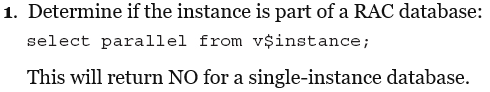 1. Determine if the instance is part of a RAC database:
select parallel from v$instance;
This will return NO for a single-instance database.